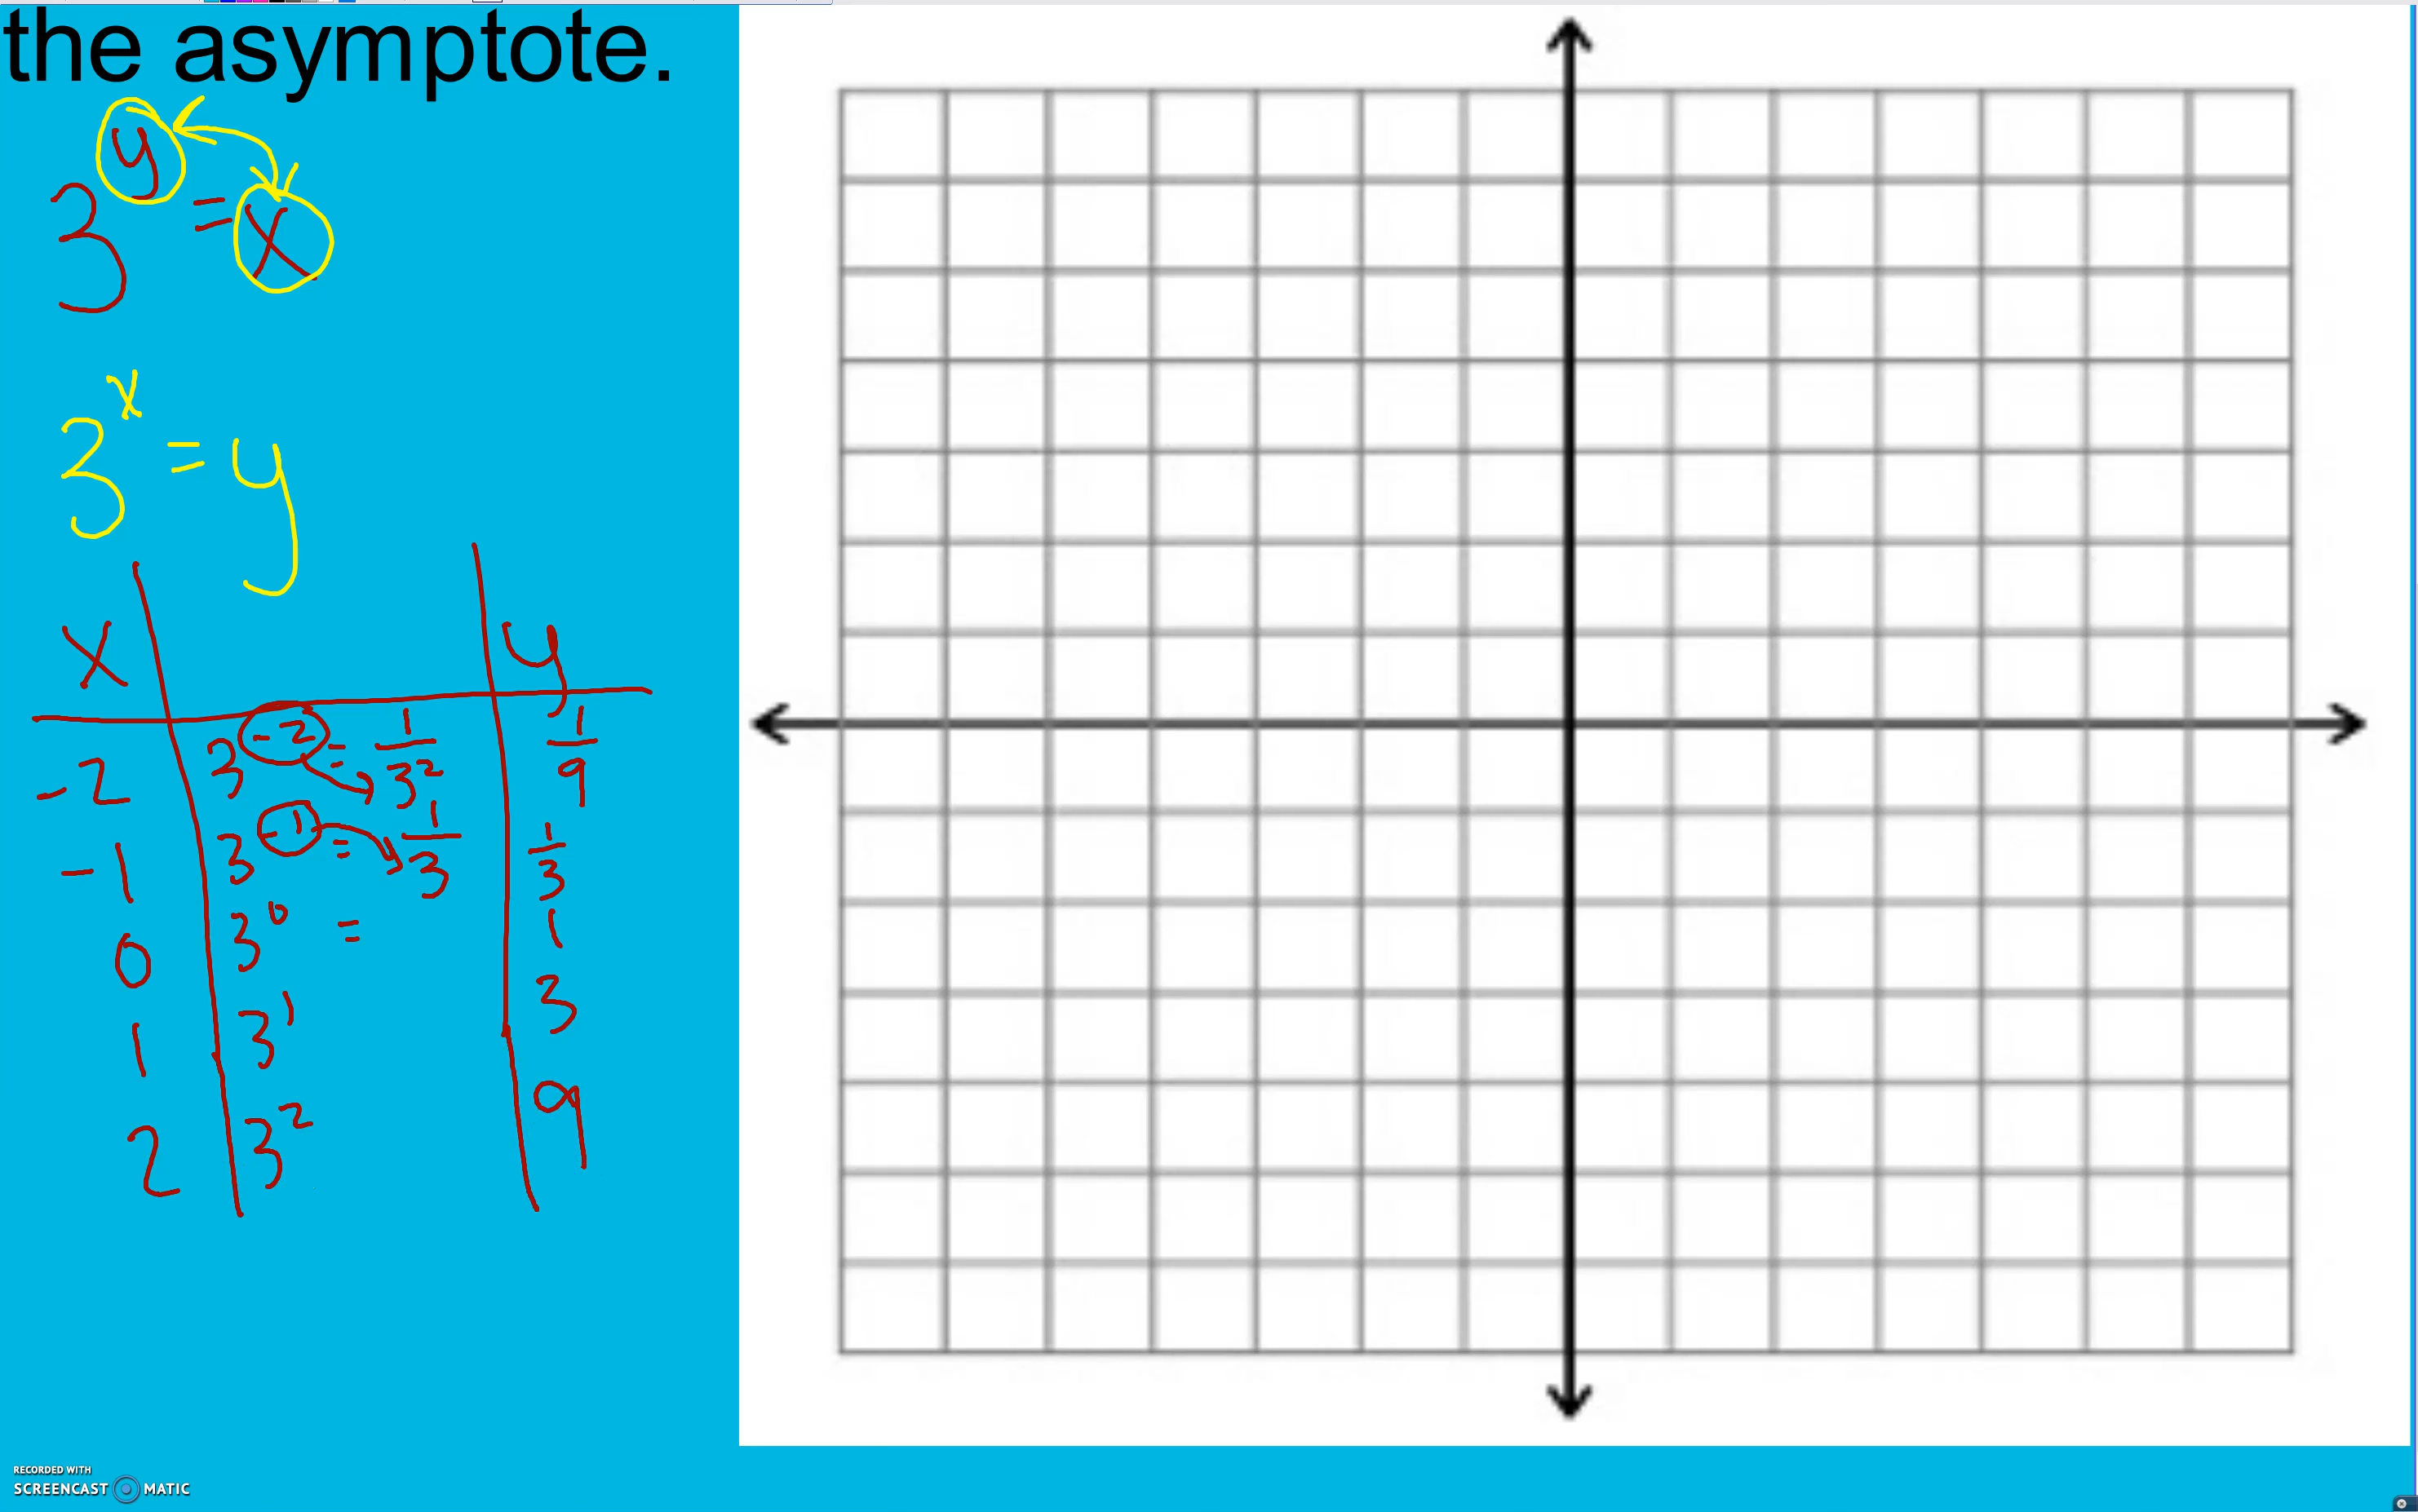 the asymptote.
3^y = x
3^x = y
x y
-2 3^-2 = 1/3^2 1/9
-1 3^-1 = 1/3 1/3
0 3^0 = 1
1 3^1 3
2 3^2 9
RECORDED WITH
SCREENCAST MATIC